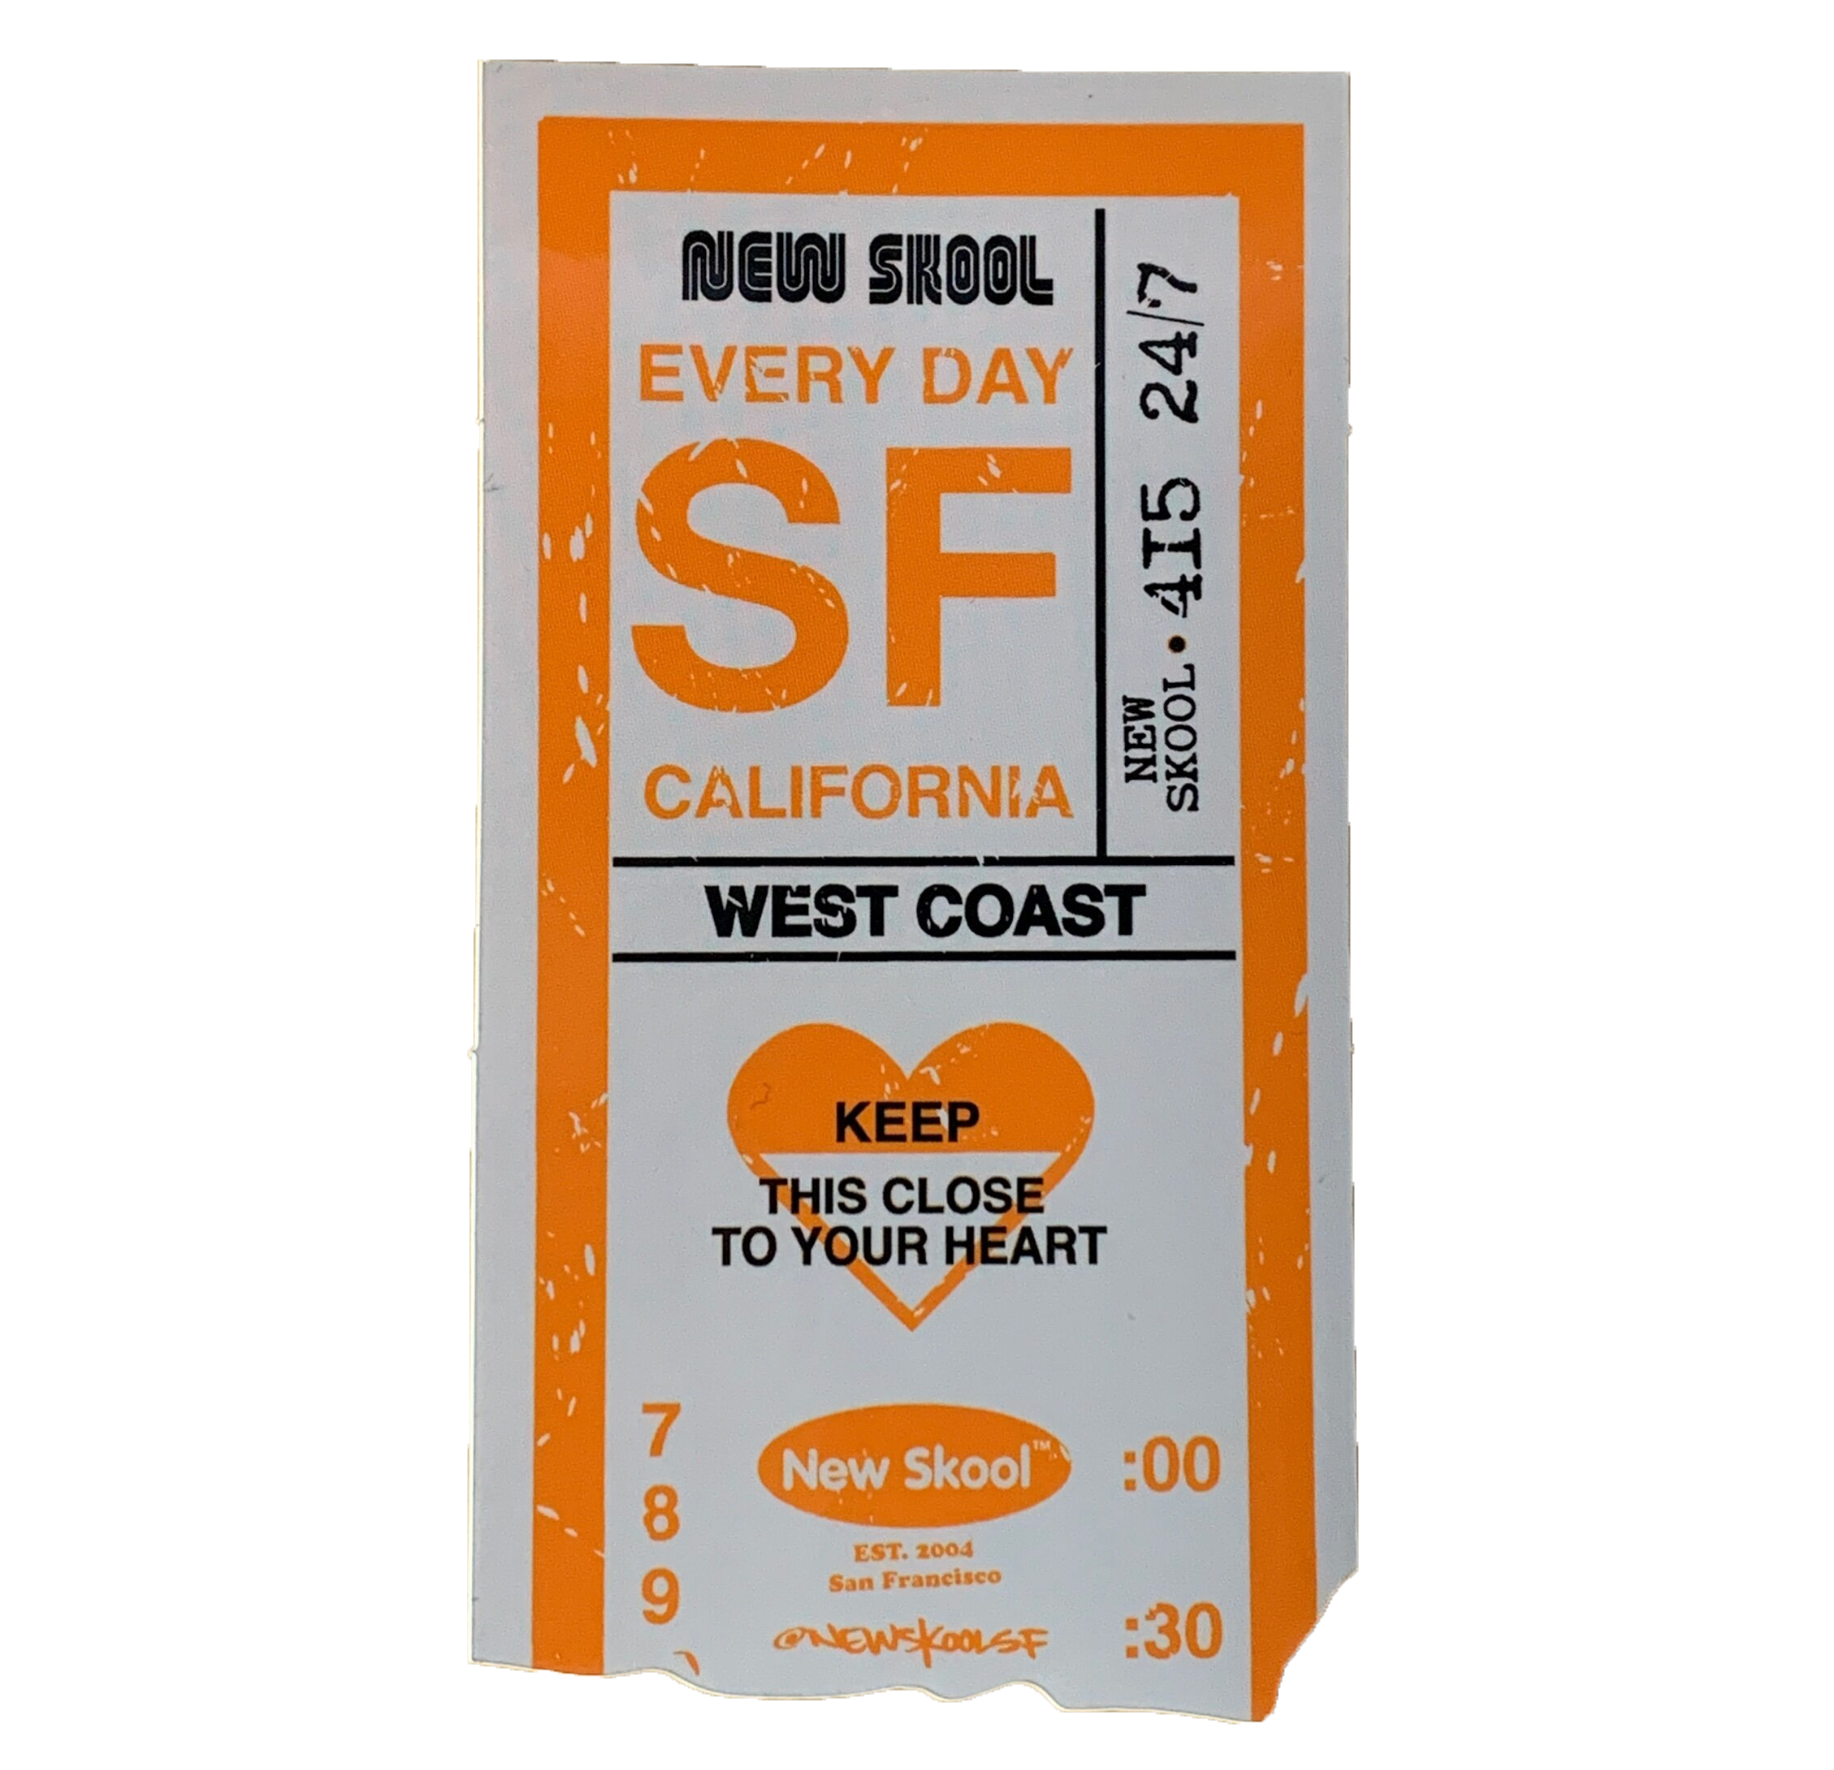 NEW SKOOL
EVERY DAY
SF
CALIFORNIA
NEW
SKOOL • 415 24/7
WEST COAST
KEEP
THIS CLOSE
TO YOUR HEART
7
8
9
New Skool™
:00
EST. 2004
San Francisco
@NEWSKOOLSF
:30